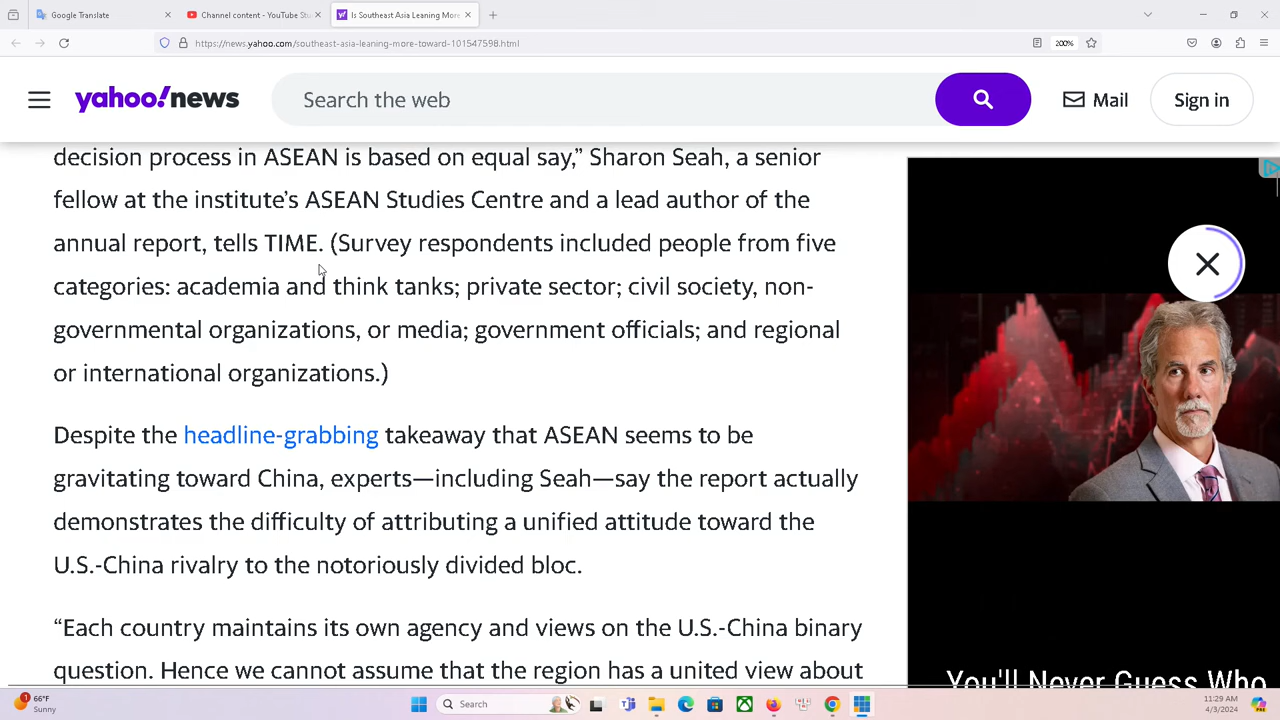 Google Translate
Channel content - YouTube Stu
Is Southeast Asia Leaning More
https://news.yahoo.com/southeast-asia-leaning-more-toward-101547598.html
200%
yahoo!news
Search the web
Mail
Sign in
decision process in ASEAN is based on equal say,” Sharon Seah, a senior
fellow at the institute’s ASEAN Studies Centre and a lead author of the
annual report, tells TIME. (Survey respondents included people from five
categories: academia and think tanks; private sector; civil society, non-
governmental organizations, or media; government officials; and regional
or international organizations.)
Despite the headline-grabbing takeaway that ASEAN seems to be
gravitating toward China, experts—including Seah—say the report actually
demonstrates the difficulty of attributing a unified attitude toward the
U.S.-China rivalry to the notoriously divided bloc.
“Each country maintains its own agency and views on the U.S.-China binary
question. Hence we cannot assume that the region has a united view about
You'll Never Guess Who
1
66°F
Sunny
Search
11:29 AM
4/3/2024